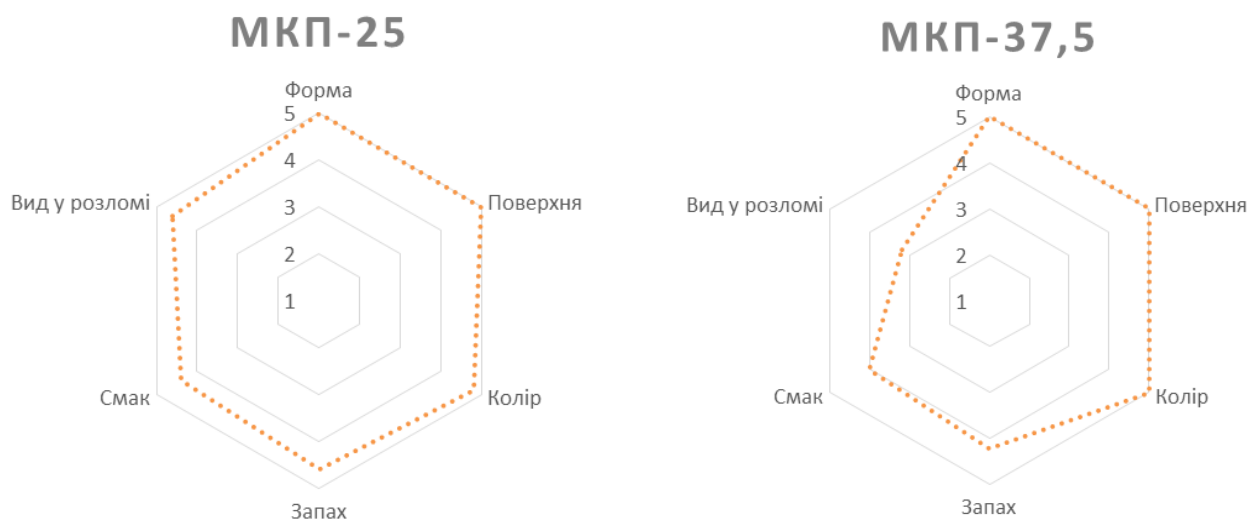 МКП-25
Форма
5
4
3
2
1
Вид у розломі
Поверхня
Смак
Колір
Запах
МКП-37,5
Форма
5
4
3
2
1
Вид у розломі
Поверхня
Смак
Колір
Запах